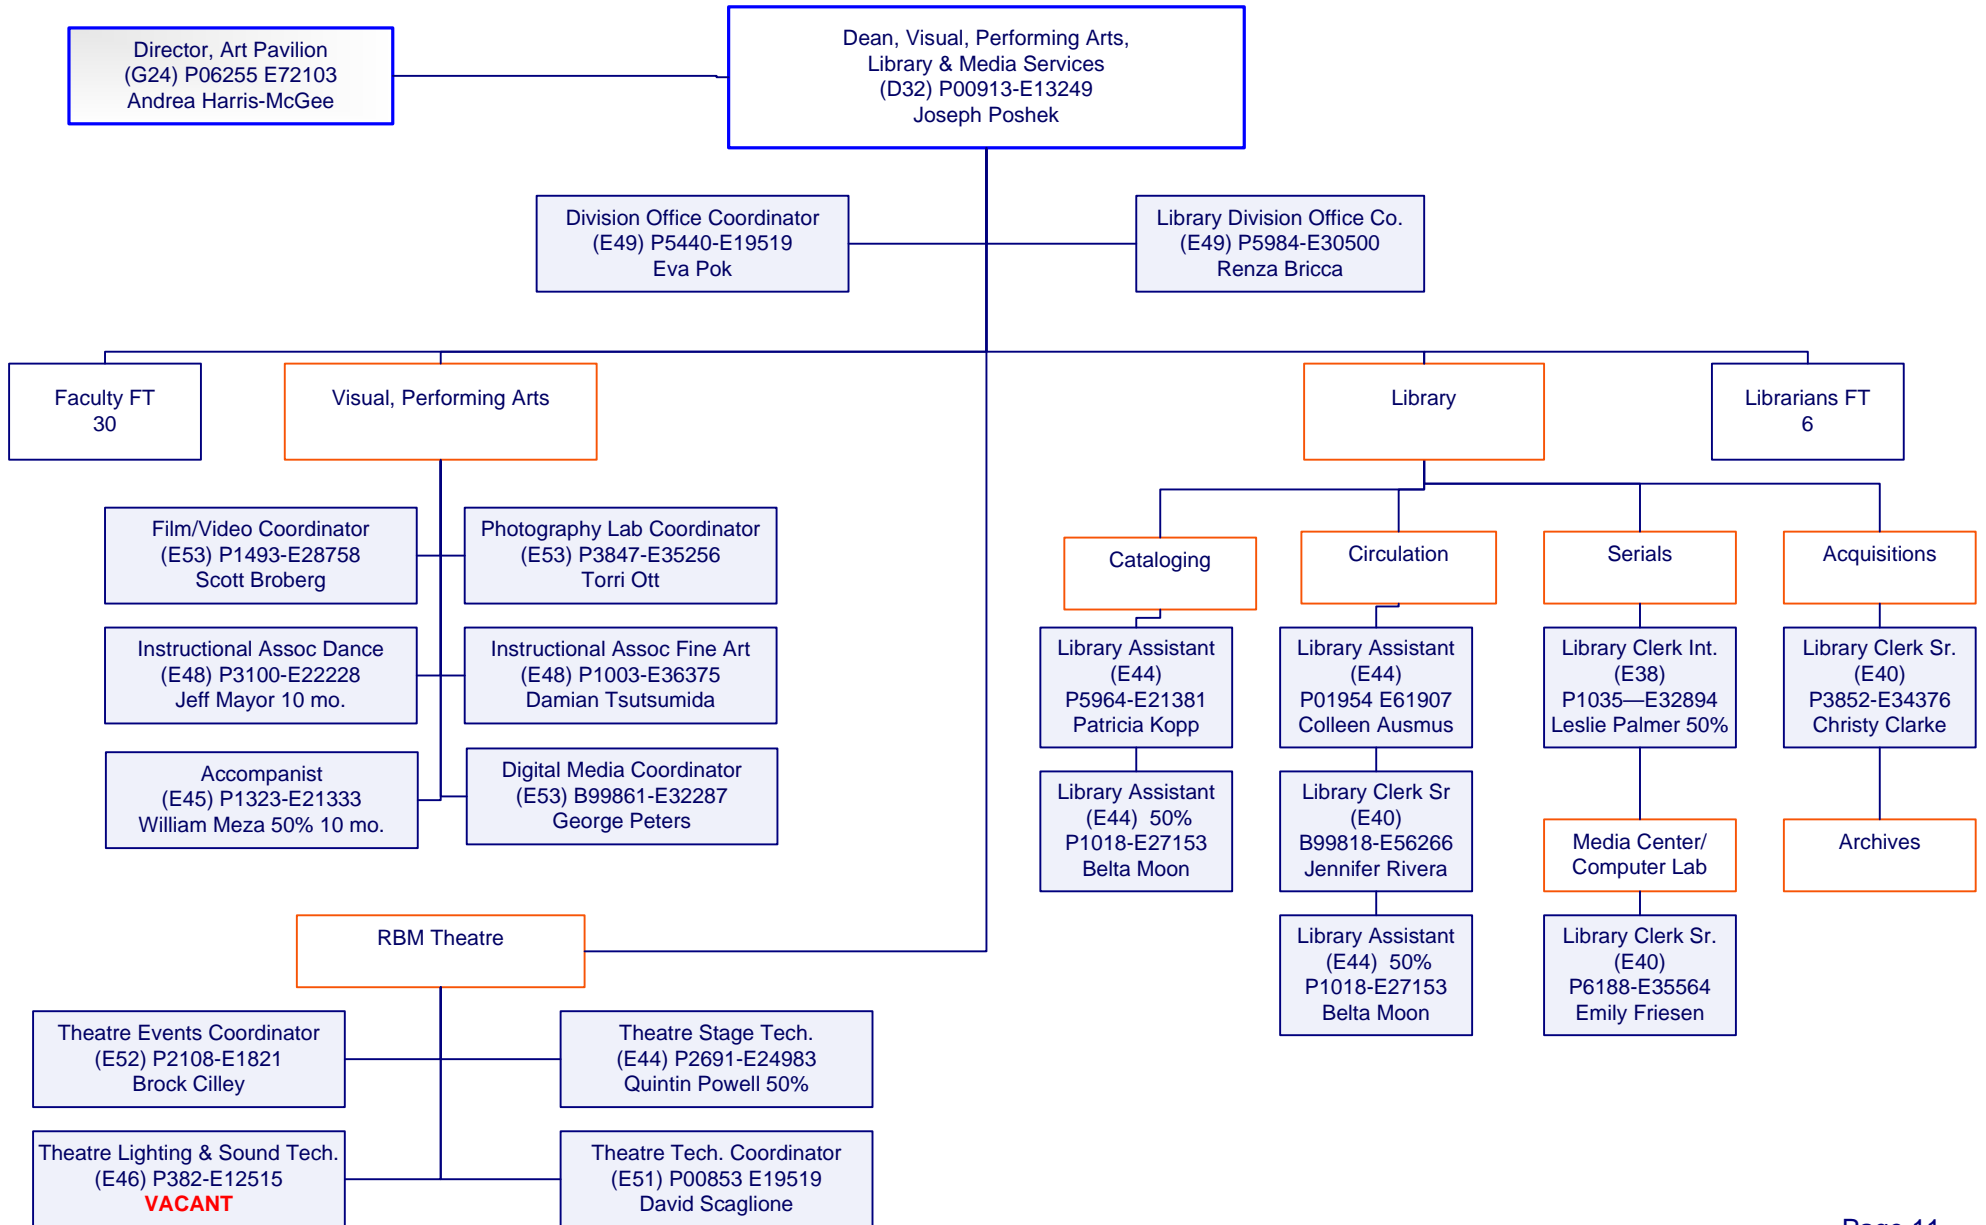 Director, Art Pavilion
(G24) P06255 E72103
Andrea Harris-McGee
Dean, Visual, Performing Arts,
Library & Media Services
(D32) P00913-E13249
Joseph Poshek
Division Office Coordinator
(E49) P5440-E19519
Eva Pok
Library Division Office Co.
(E49) P5984-E30500
Renza Bricca
Faculty FT
30
Visual, Performing Arts
Library
Librarians FT
6
Film/Video Coordinator
(E53) P1493-E28758
Scott Broberg
Photography Lab Coordinator
(E53) P3847-E35256
Torri Ott
Instructional Assoc Dance
(E48) P3100-E22228
Jeff Mayor 10 mo.
Instructional Assoc Fine Art
(E48) P1003-E36375
Damian Tsutsumida
Accompanist
(E45) P1323-E21333
William Meza 50% 10 mo.
Digital Media Coordinator
(E53) B99861-E32287
George Peters
Cataloging
Library Assistant
(E44)
P5964-E21381
Patricia Kopp
Library Assistant
(E44)  50%
P1018-E27153
Belta Moon
Circulation
Library Assistant
(E44)
P01954 E61907
Colleen Ausmus
Library Clerk Sr
(E40)
B99818-E56266
Jennifer Rivera
Library Assistant
(E44)  50%
P1018-E27153
Belta Moon
Serials
Library Clerk Int.
(E38)
P1035—E32894
Leslie Palmer 50%
Media Center/
Computer Lab
Library Clerk Sr.
(E40)
P6188-E35564
Emily Friesen
Acquisitions
Library Clerk Sr.
(E40)
P3852-E34376
Christy Clarke
Archives
RBM Theatre
Theatre Events Coordinator
(E52) P2108-E1821
Brock Cilley
Theatre Stage Tech.
(E44) P2691-E24983
Quintin Powell 50%
Theatre Lighting & Sound Tech.
(E46) P382-E12515
VACANT
Theatre Tech. Coordinator
(E51) P00853 E19519
David Scaglione
Page 11